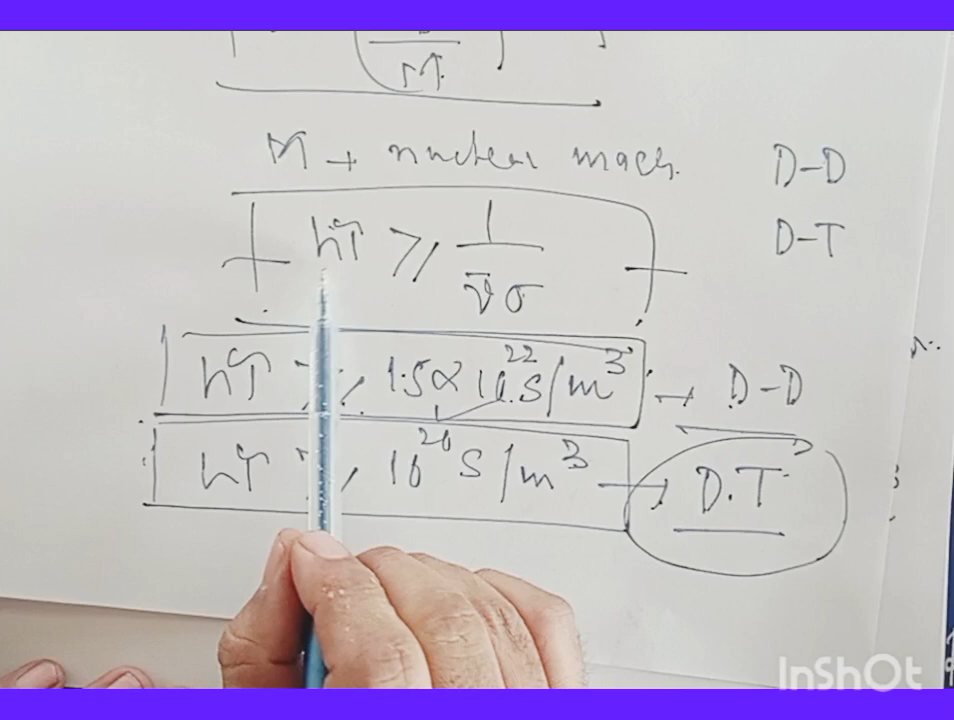 M → nuclear mass. D-D
D-T
nτ ≥ 1 / v̄σ
nτ ≥ 1.5 × 10²² S/m³ → D-D
nτ ≥ 10²⁰ S/m³ → D.T
InShOt